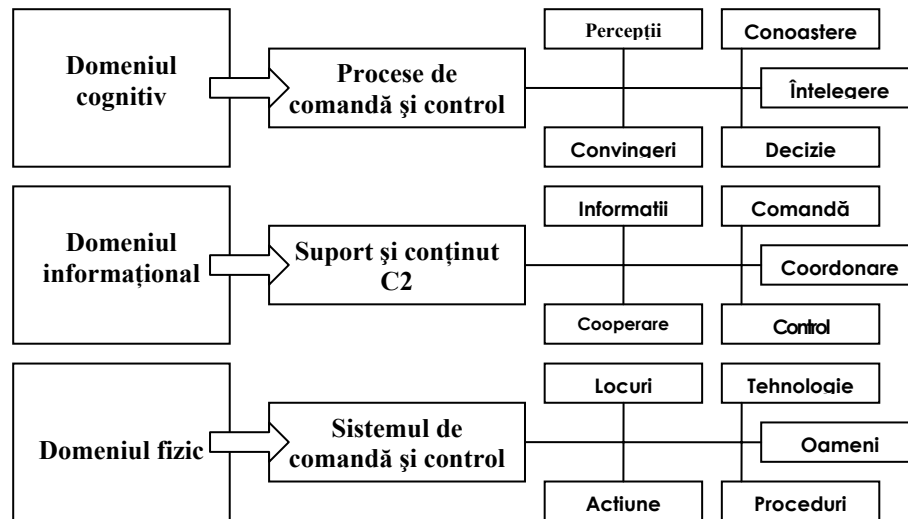 Domeniul
cognitiv
Procese de
comandă şi control
Percepţii
Conoastere
Întelegere
Convingeri
Decizie
Domeniul
informaţional
Suport şi conţinut
C2
Informatii
Comandă
Coordonare
Cooperare
Control
Domeniul fizic
Sistemul de
comandă şi control
Locuri
Tehnologie
Oameni
Actiune
Proceduri